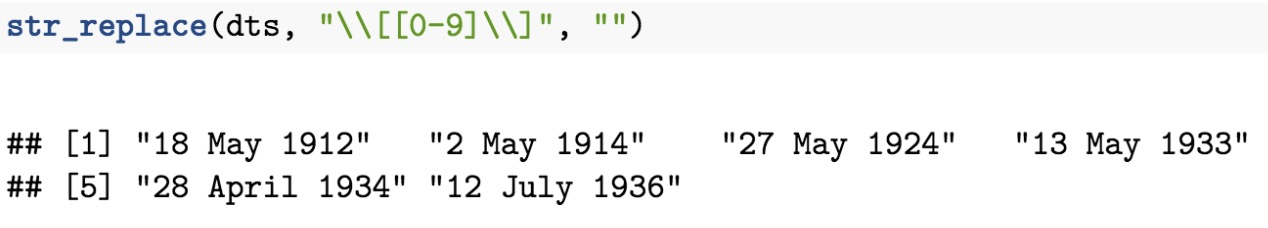 str_replace(dts, "\\[[0-9]\\]", "")
## [1] "18 May 1912"   "2 May 1914"    "27 May 1924"   "13 May 1933"
## [5] "28 April 1934" "12 July 1936"